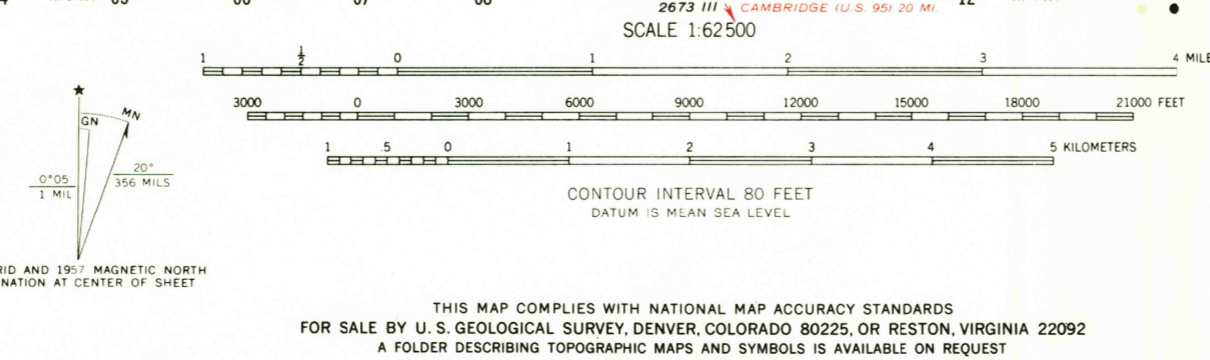 2673 III CAMBRIDGE (U.S. 95) 20 MI.
SCALE 1:62 500
1 ½ 0 1 2 3 4 MILE
3000 0 3000 6000 9000 12000 15000 18000 21000 FEET
1 .5 0 1 2 3 4 5 KILOMETERS
GN MN
0°05
1 MIL
20°
356 MILS
CONTOUR INTERVAL 80 FEET
DATUM IS MEAN SEA LEVEL
RID AND 1957 MAGNETIC NORTH
NATION AT CENTER OF SHEET
THIS MAP COMPLIES WITH NATIONAL MAP ACCURACY STANDARDS
FOR SALE BY U. S. GEOLOGICAL SURVEY, DENVER, COLORADO 80225, OR RESTON, VIRGINIA 22092
A FOLDER DESCRIBING TOPOGRAPHIC MAPS AND SYMBOLS IS AVAILABLE ON REQUEST